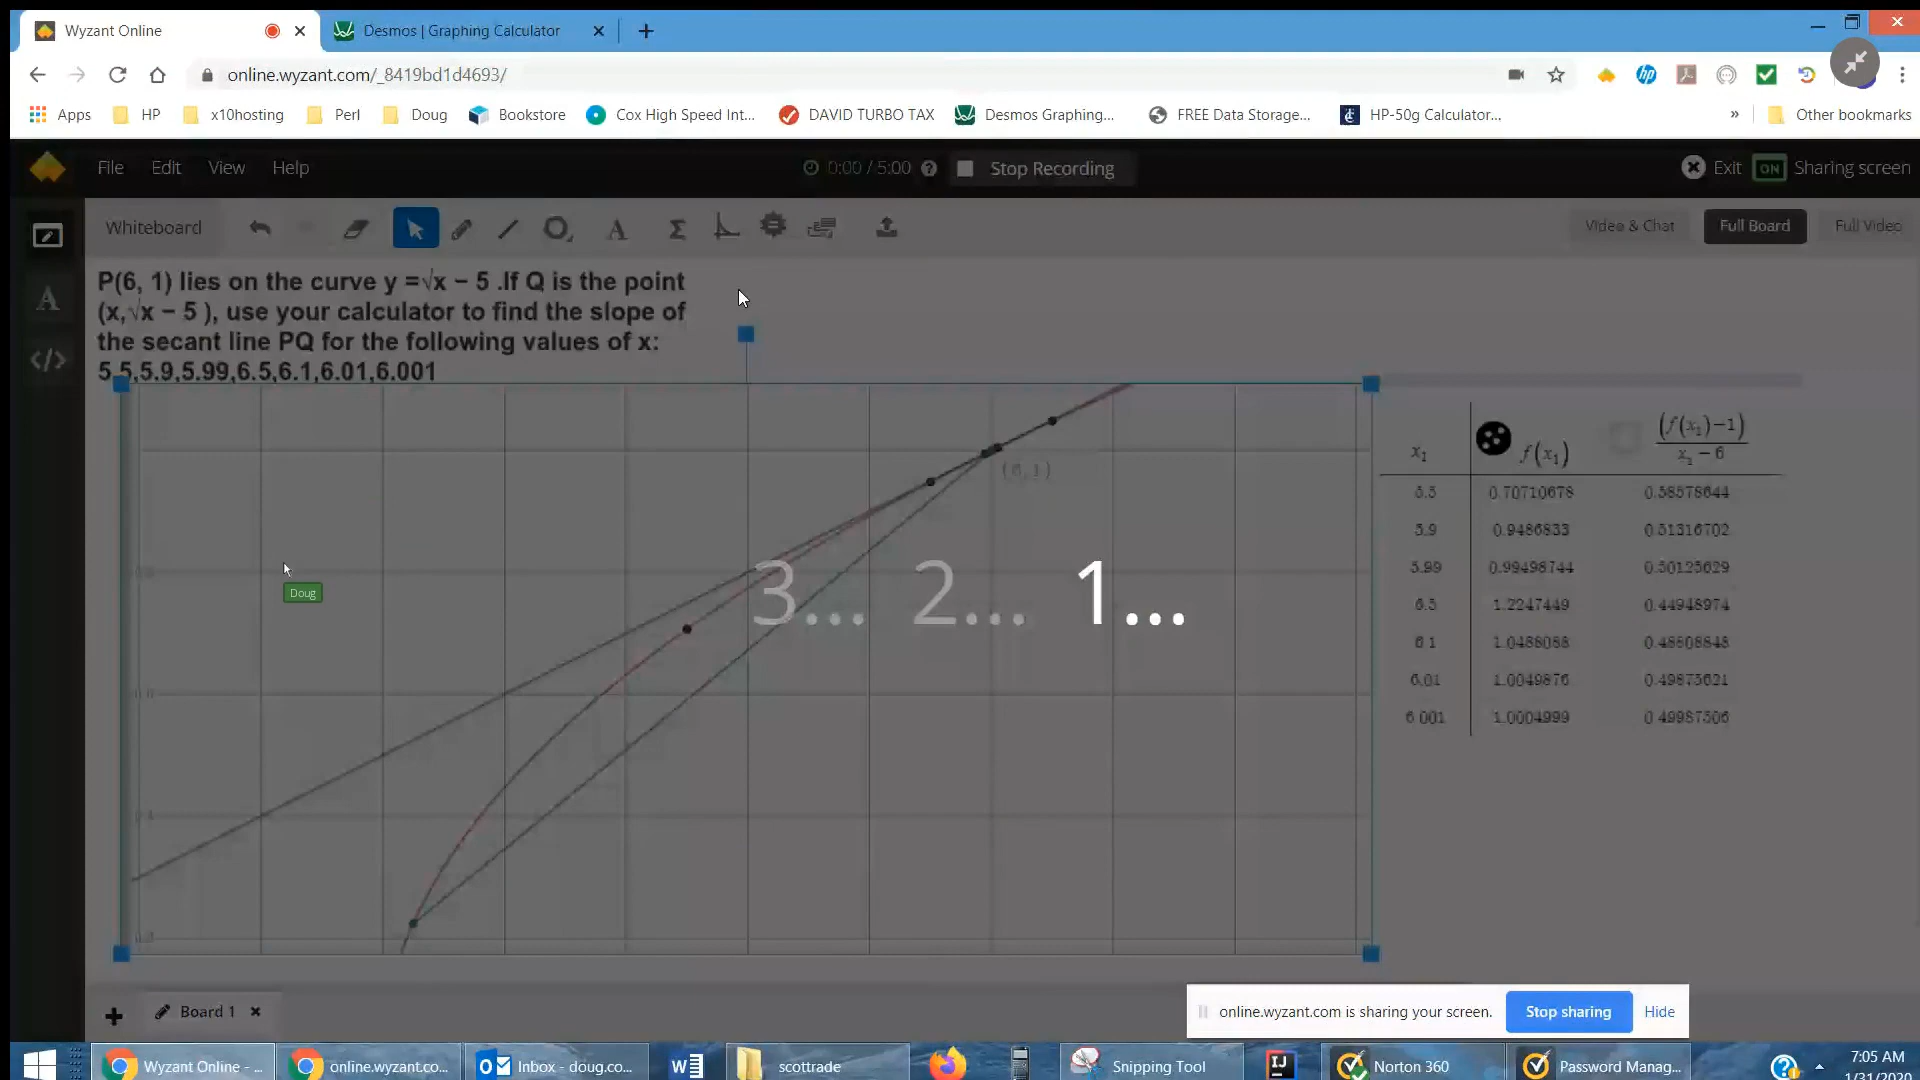 Wyzant Online
Desmos | Graphing Calculator
online.wyzant.com/_8419bd1d4693/
Apps HP x10hosting Perl Doug Bookstore Cox High Speed Int... DAVID TURBO TAX Desmos Graphing... FREE Data Storage... HP-50g Calculator... » Other bookmarks
File Edit View Help 0:00 / 5:00 Stop Recording Exit ON Sharing screen
Whiteboard A Σ Video & Chat Full Board Full Video
P(6, 1) lies on the curve y =√x − 5 .If Q is the point
(x,√x − 5 ), use your calculator to find the slope of
the secant line PQ for the following values of x:
5.5,5.9,5.99,6.5,6.1,6.01,6.001
(6,1)
Doug
3... 2... 1...
x₁ f(x₁) (f(x₁)−1)/(x₁ − 6)
5.5 0.70710678 0.58578644
5.9 0.9486833 0.51316702
5.99 0.99498744 0.50125629
6.5 1.2247449 0.44948974
6.1 1.0488088 0.48808848
6.01 1.0049876 0.49875621
6.001 1.0004999 0.49987506
Board 1
online.wyzant.com is sharing your screen. Stop sharing Hide
Wyzant Online - ... online.wyzant.co... Inbox - doug.co... scottrade Snipping Tool Norton 360 Password Manag...
7:05 AM
1/31/2020